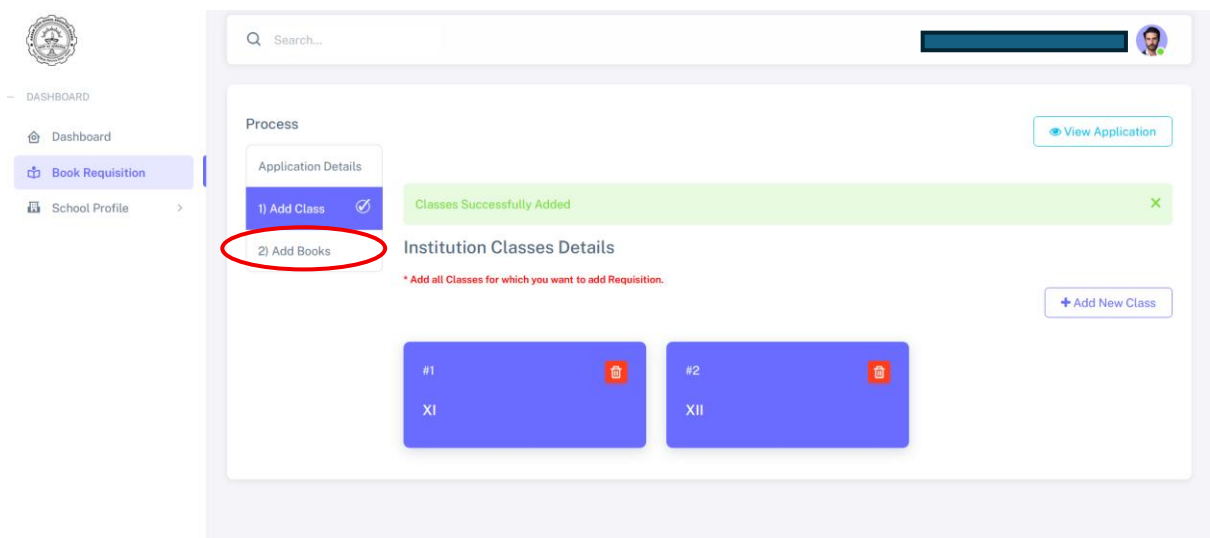 Search...
DASHBOARD
Dashboard
Book Requisition
School Profile
Process
View Application
Application Details
1) Add Class
2) Add Books
Classes Successfully Added
Institution Classes Details
* Add all Classes for which you want to add Requisition.
+ Add New Class
#1
XI
#2
XII